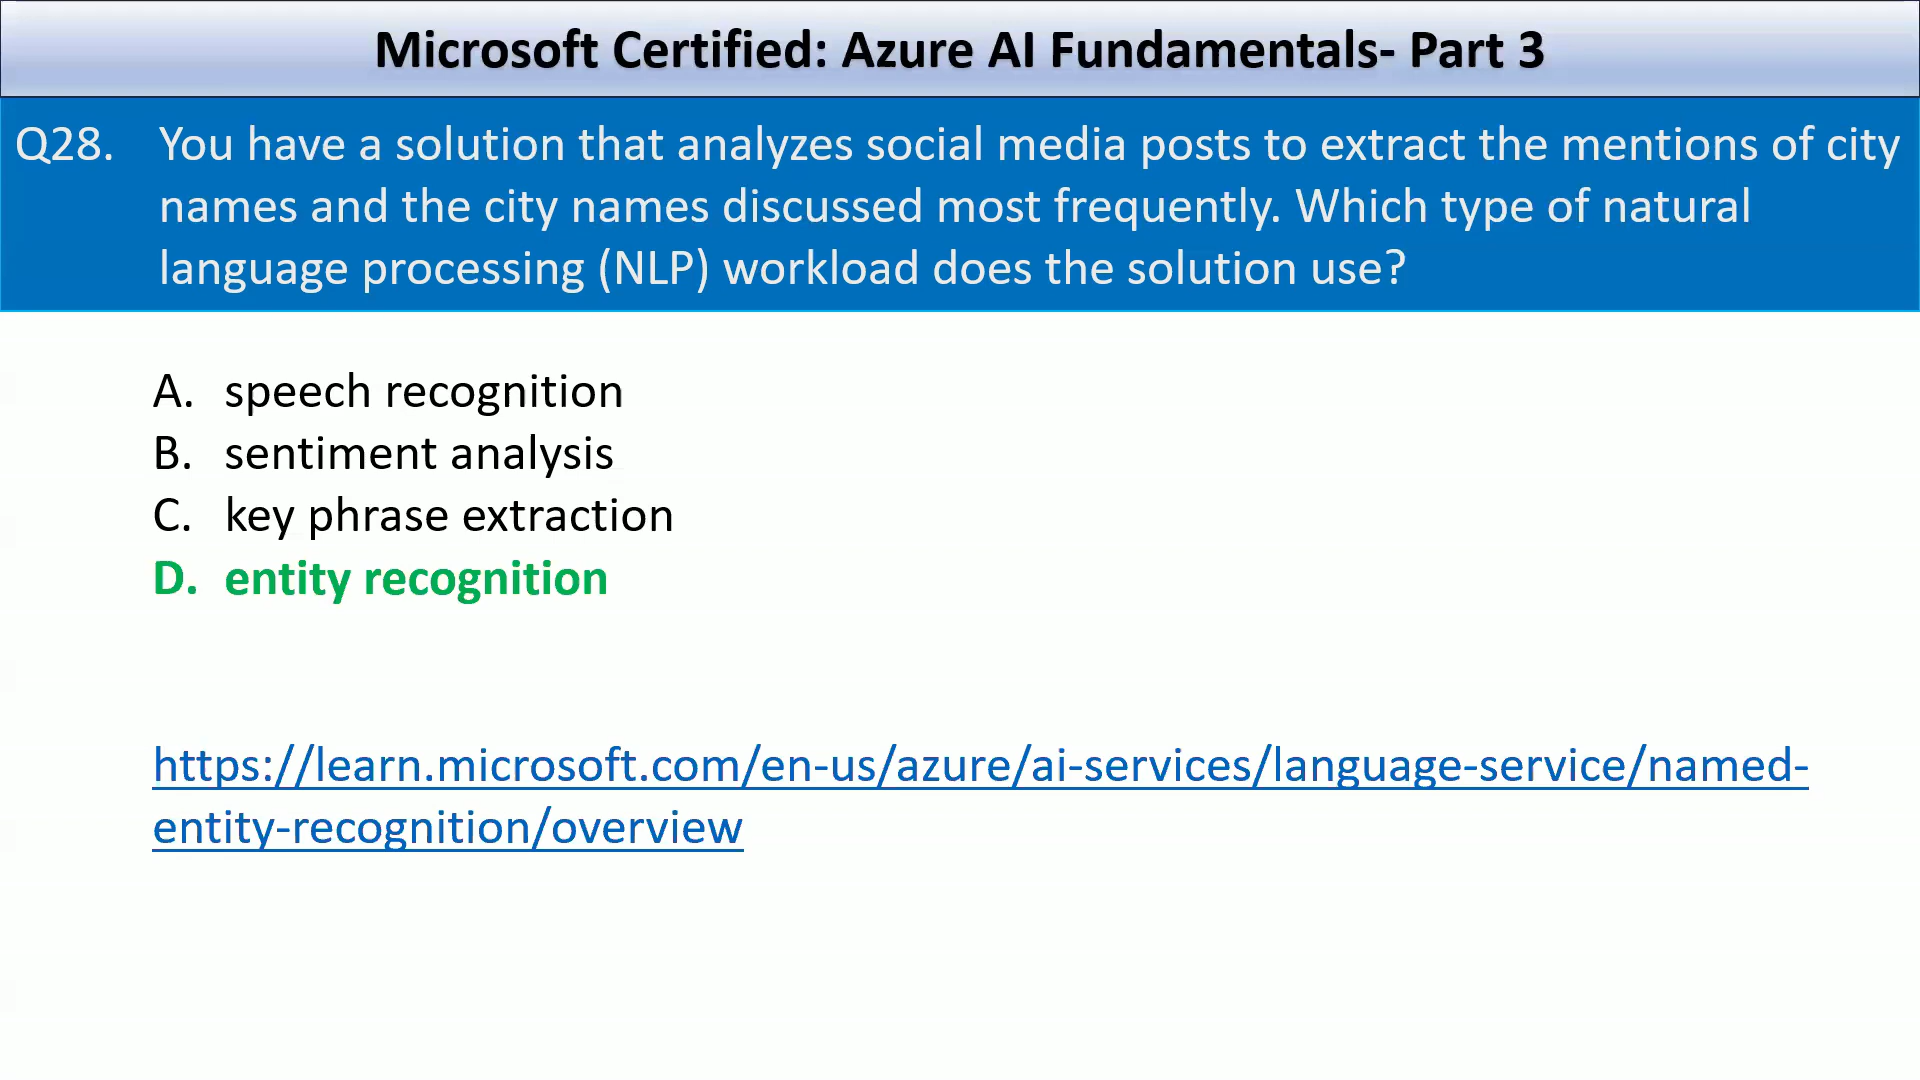 Microsoft Certified: Azure AI Fundamentals- Part 3
Q28. You have a solution that analyzes social media posts to extract the mentions of city
names and the city names discussed most frequently. Which type of natural
language processing (NLP) workload does the solution use?
A. speech recognition
B. sentiment analysis
C. key phrase extraction
D. entity recognition
https://learn.microsoft.com/en-us/azure/ai-services/language-service/named-
entity-recognition/overview